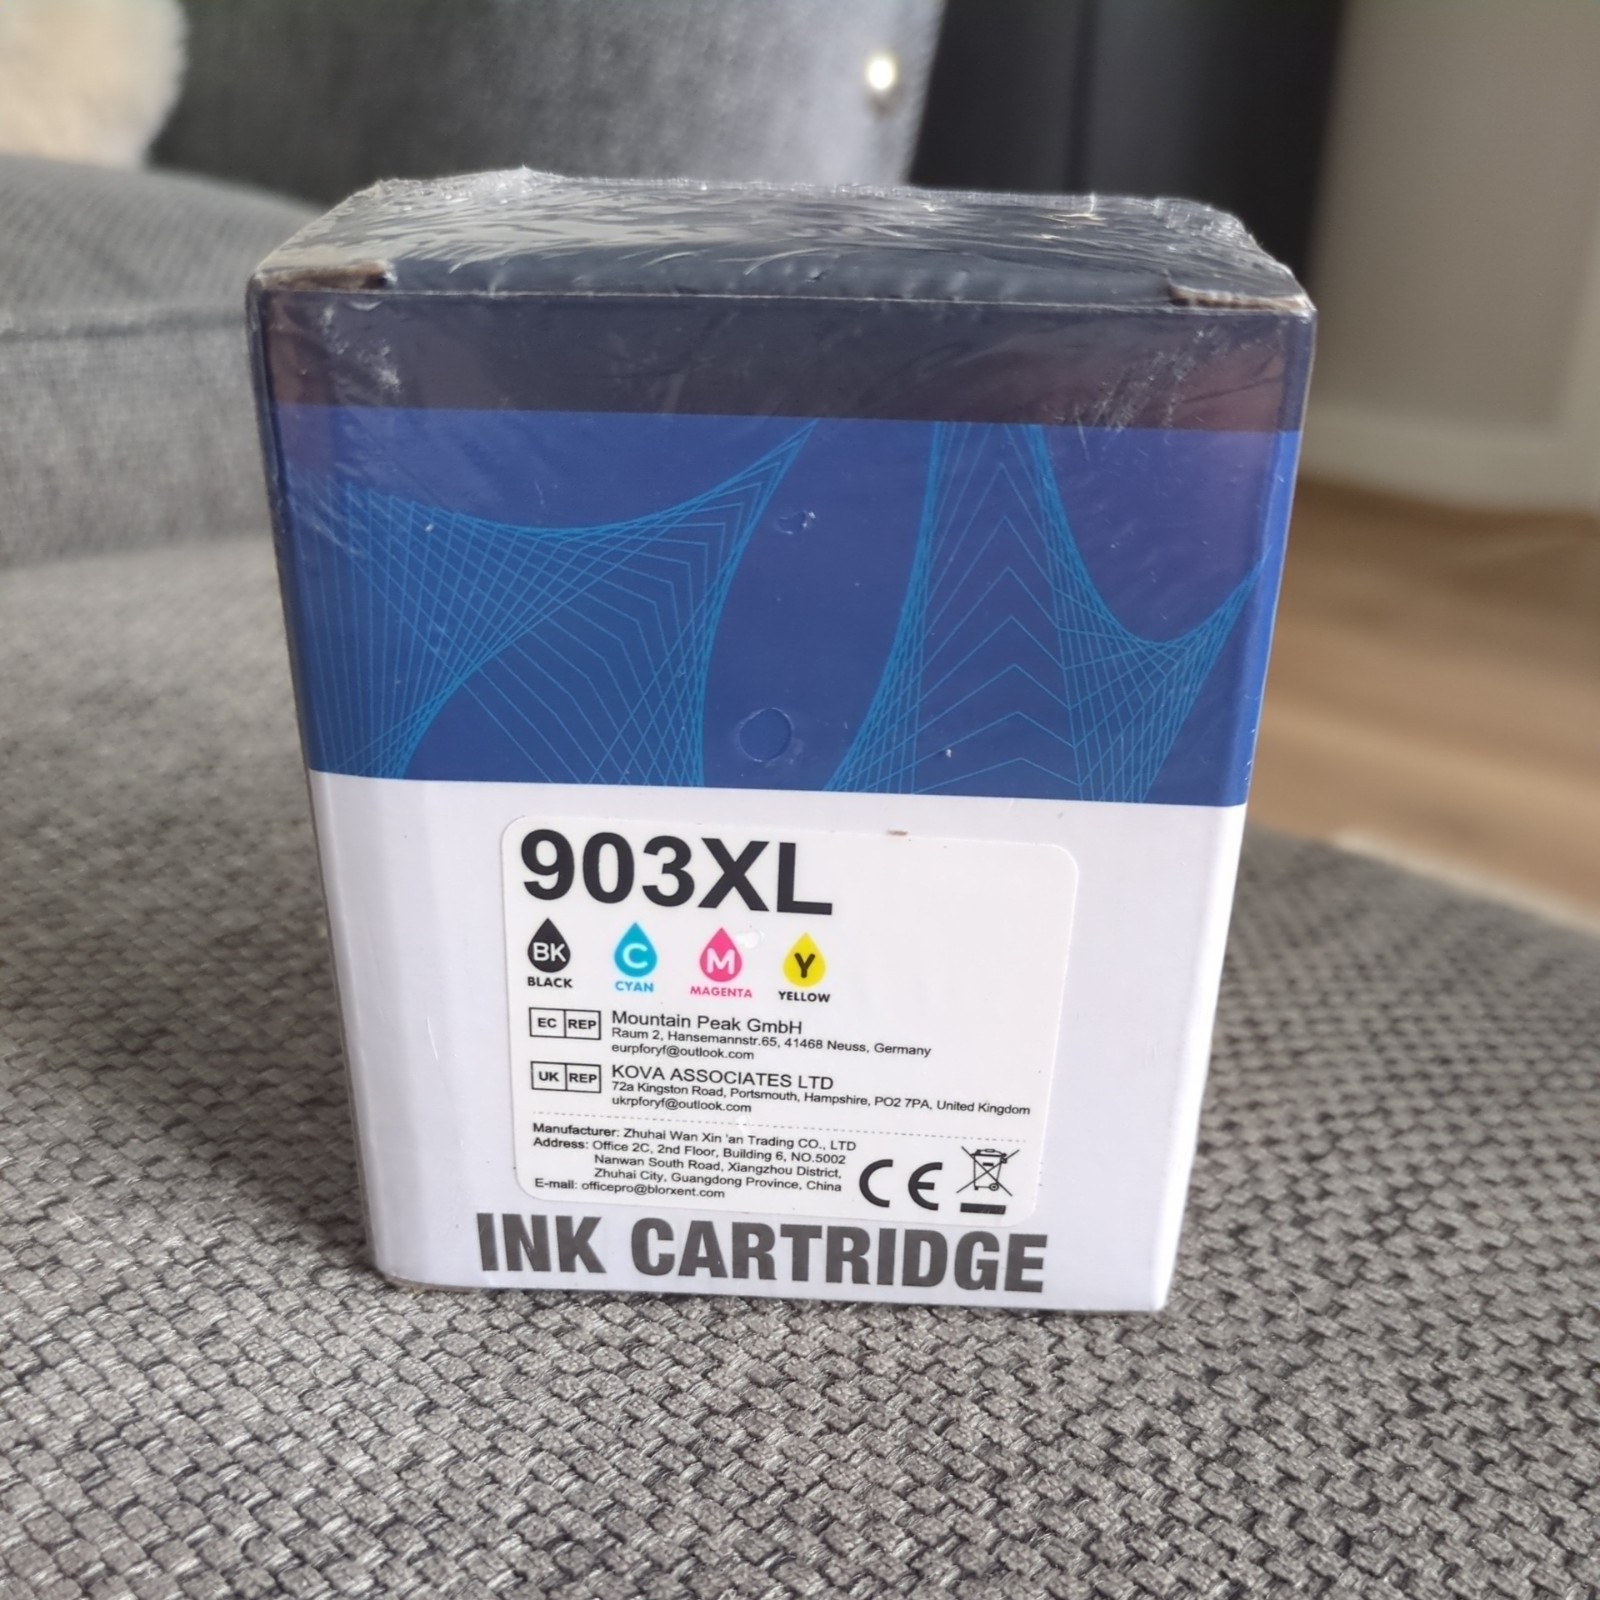 903XL
BK C M Y
BLACK CYAN MAGENTA YELLOW
EC REP Mountain Peak GmbH
Raum 2, Hansemannstr.65, 41468 Neuss, Germany
eurpforyf@outlook.com
UK REP KOVA ASSOCIATES LTD
72a Kingston Road, Portsmouth, Hampshire, PO2 7PA, United Kingdom
ukrpforyf@outlook.com
Manufacturer: Zhuhai Wan Xin 'an Trading CO., LTD
Address: Office 2C, 2nd Floor, Building 6, NO.5002
Nanwan South Road, Xiangzhou District,
Zhuhai City, Guangdong Province, China
E-mail: officepro@blorxent.com
CE
INK CARTRIDGE